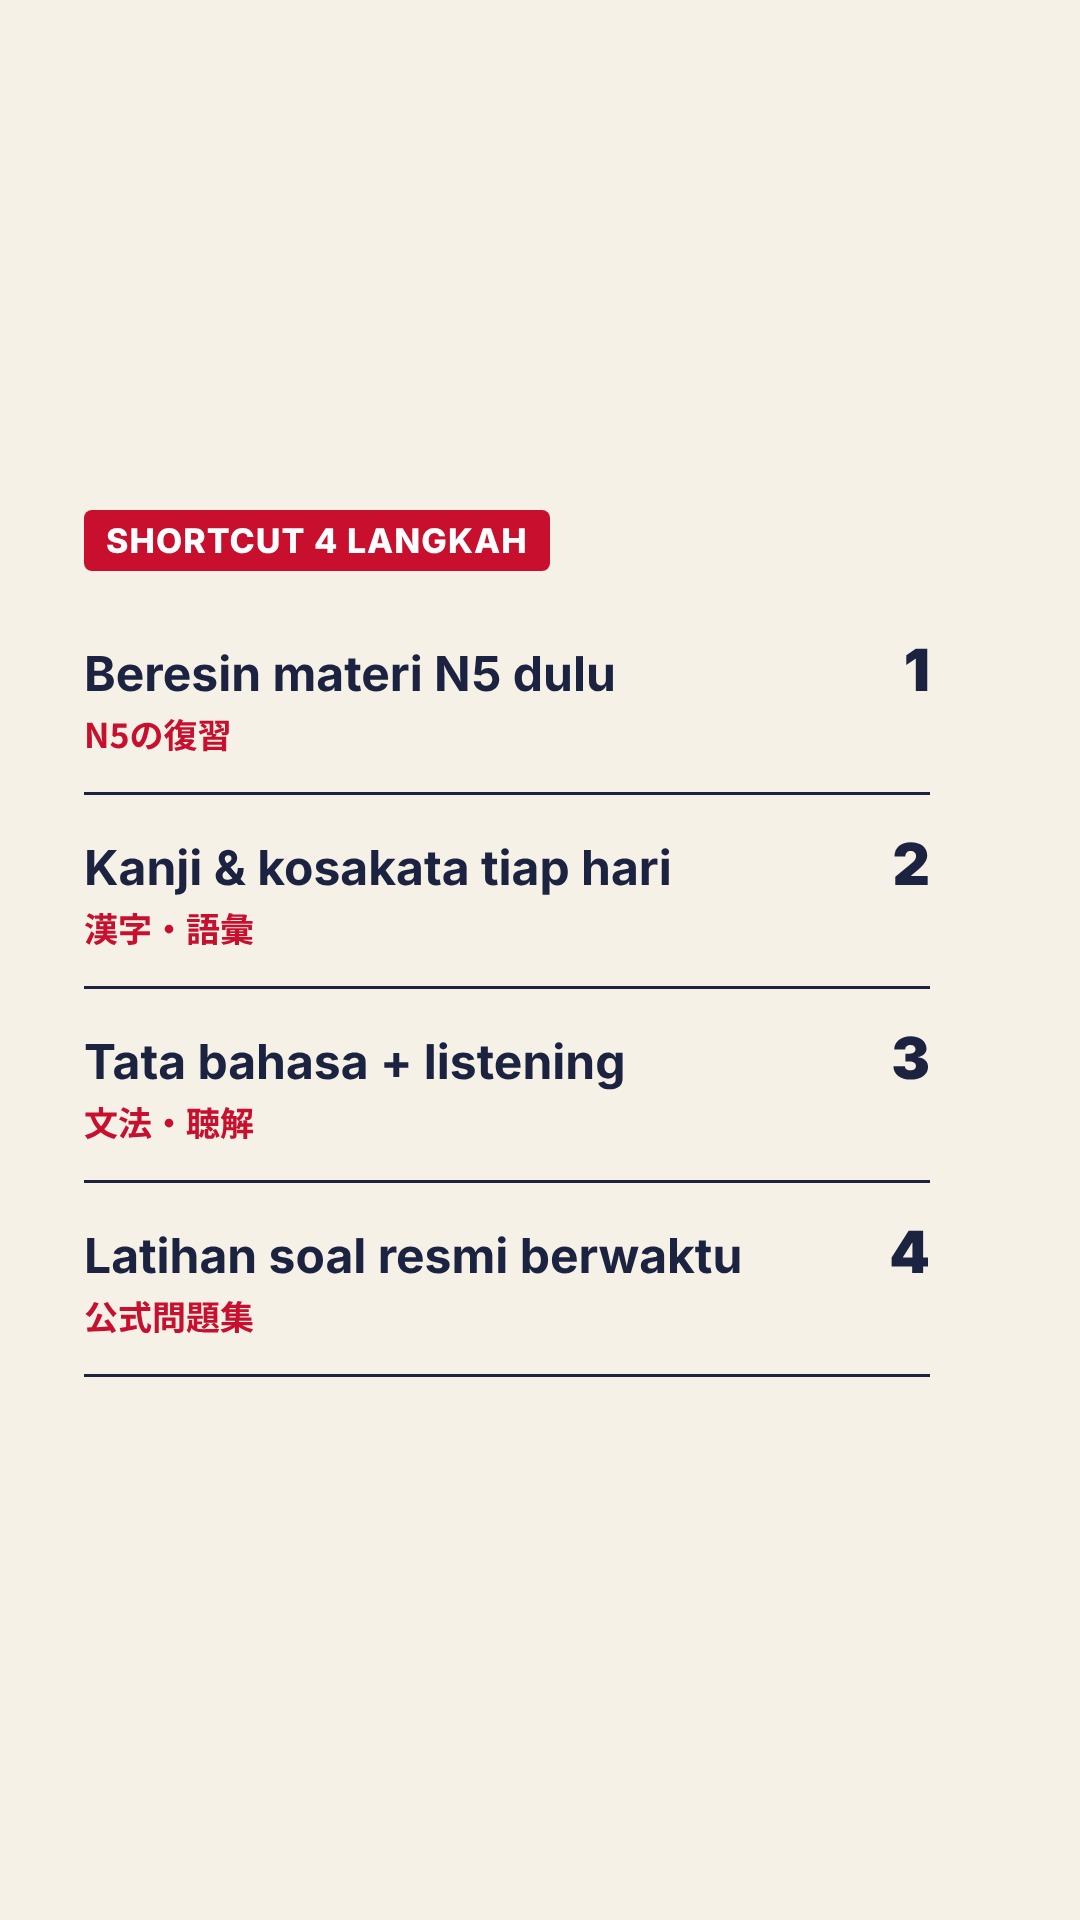 SHORTCUT 4 LANGKAH
Beresin materi N5 dulu 1
N5の復習
Kanji & kosakata tiap hari 2
漢字・語彙
Tata bahasa + listening 3
文法・聴解
Latihan soal resmi berwaktu 4
公式問題集